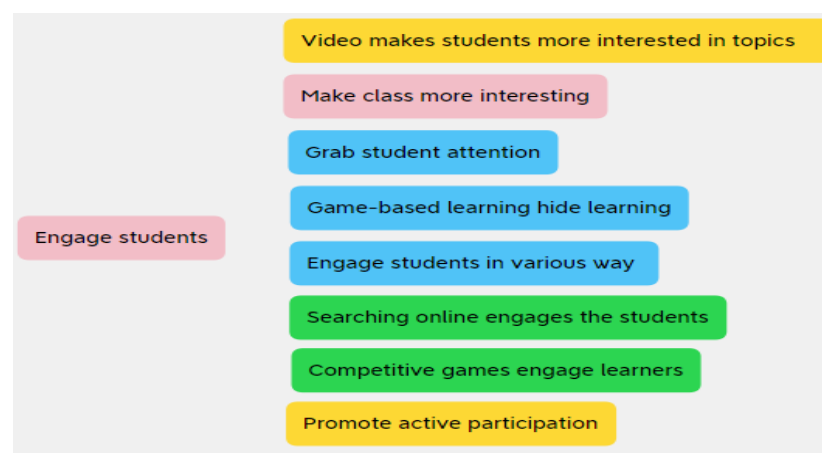 Video makes students more interested in topics
Make class more interesting
Grab student attention
Game-based learning hide learning
Engage students
Engage students in various way
Searching online engages the students
Competitive games engage learners
Promote active participation